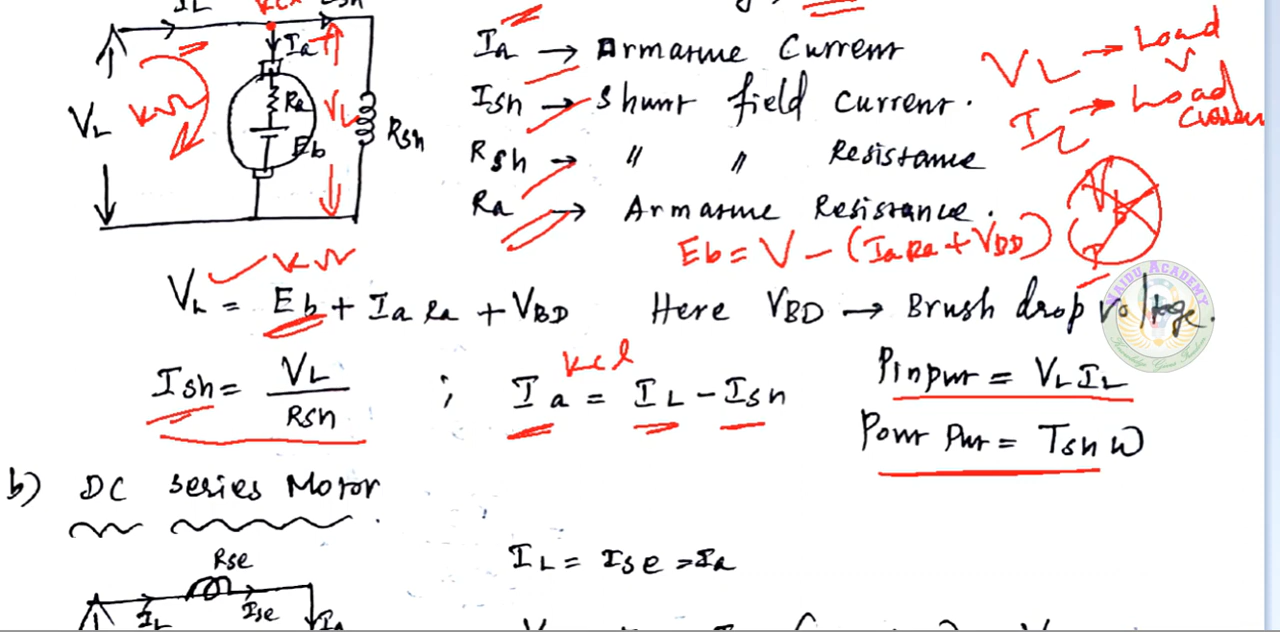 IL KCL Ish
Ia
VL KVL Ra VL Rsh
Eb
Ia → Armature Current
Ish → Shunt field Current.
Rsh → " " Resistance
Ra → Armature Resistance.
VL → Load V
IL → Load Current
Eb = V - (IaRa + VBD)
VL = Eb + IaRa + VBD Here VBD → Brush drop voltage.
KVL
NAIDU ACADEMY
Ish = VL / Rsh ; Ia = IL - Ish
KCL
Pinput = VL IL
Pout Put = Tsh ω
b) DC Series Motor
Rse
IL Ise Ia
IL = Ise = Ia